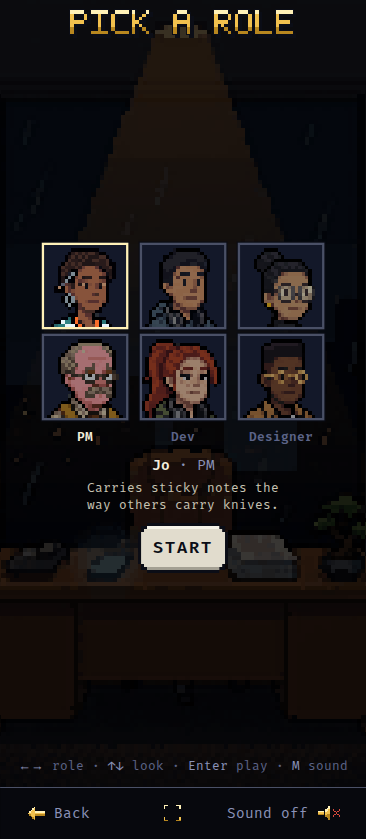 PICK A ROLE
PM Dev Designer
Jo · PM
Carries sticky notes the
way others carry knives.
START
←→ role · ↑↓ look · Enter play · M sound
Back Sound off